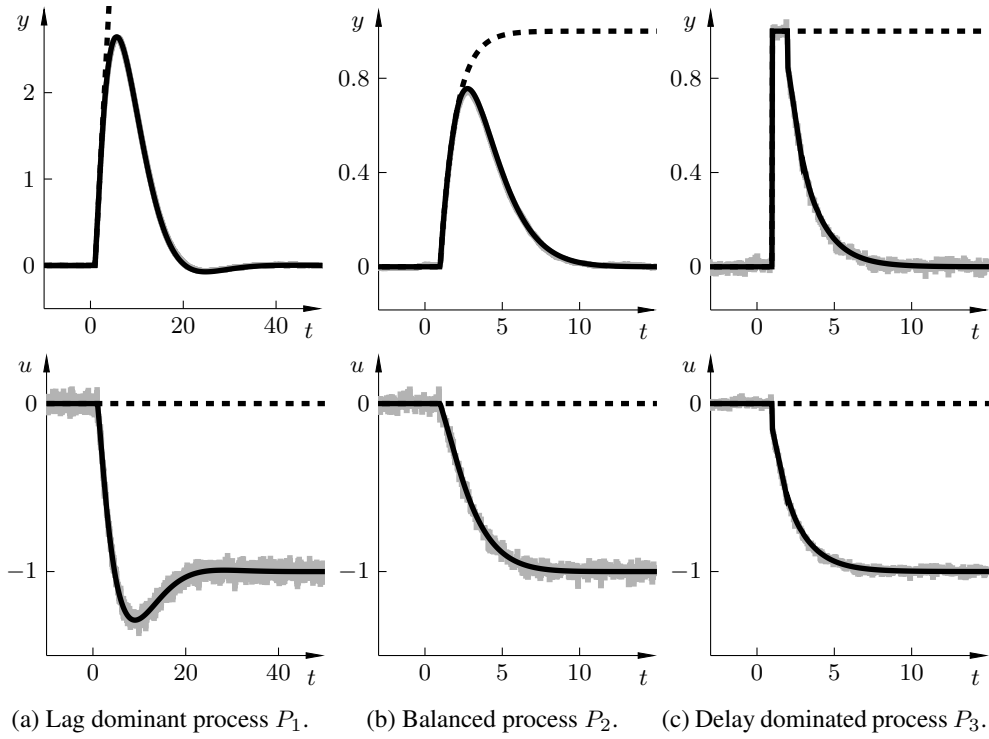 y
2
1
0
0 20 40 t
y
0.8
0.4
0
0 5 10 t
y
0.8
0.4
0
0 5 10 t
u
0
−1
0 20 40 t
u
0
−1
0 5 10 t
u
0
−1
0 5 10 t
(a) Lag dominant process P₁.
(b) Balanced process P₂.
(c) Delay dominated process P₃.